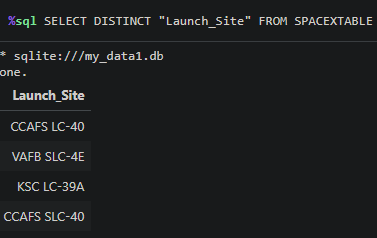 %sql SELECT DISTINCT "Launch_Site" FROM SPACEXTABLE
* sqlite:///my_data1.db
one.
Launch_Site
CCAFS LC-40
VAFB SLC-4E
KSC LC-39A
CCAFS SLC-40